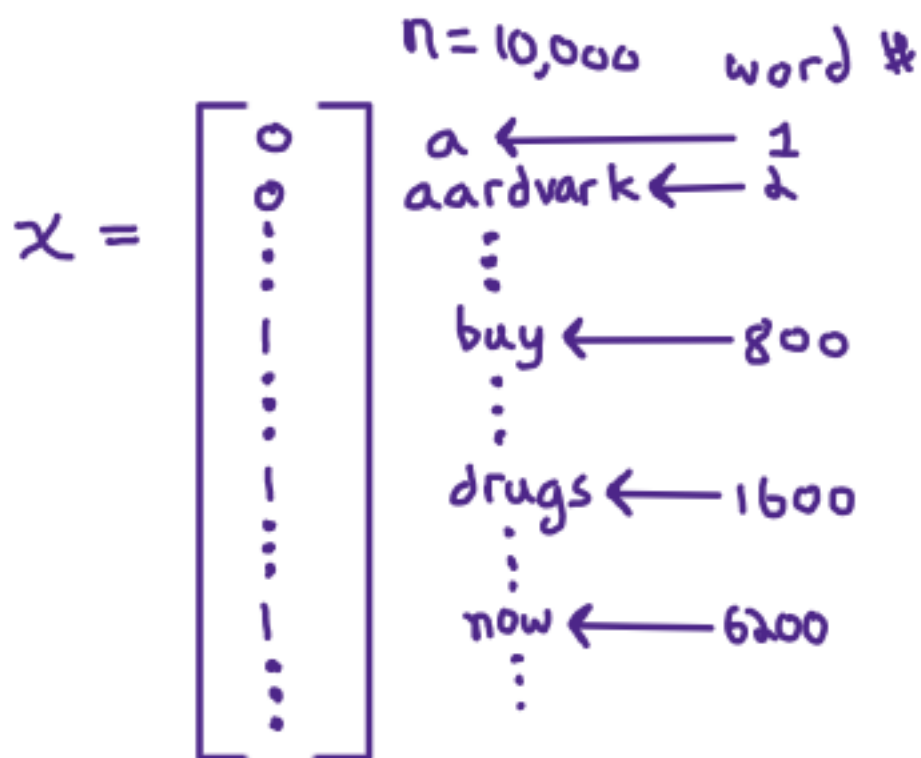 n = 10,000 word #
0 a ← 1
x = 0 aardvark ← 2
⋮ ⋮
1 buy ← 800
⋮ ⋮
1 drugs ← 1600
⋮ ⋮
1 now ← 6200
⋮ ⋮